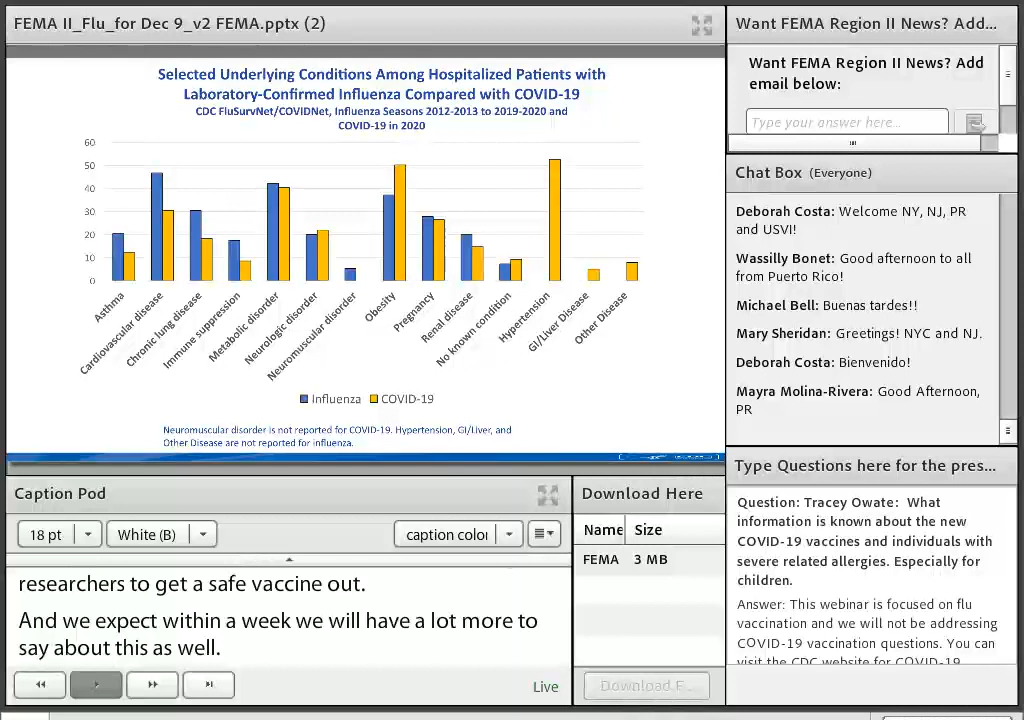 FEMA II_Flu_for Dec 9_v2 FEMA.pptx (2)
Selected Underlying Conditions Among Hospitalized Patients with
Laboratory-Confirmed Influenza Compared with COVID-19
CDC FluSurvNet/COVIDNet, Influenza Seasons 2012-2013 to 2019-2020 and
COVID-19 in 2020
60
50
40
30
20
10
0
Asthma
Cardiovascular disease
Chronic lung disease
Immune suppression
Metabolic disorder
Neurologic disorder
Neuromuscular disorder
Obesity
Pregnancy
Renal disease
No known condition
Hypertension
GI/Liver Disease
Other Disease
Influenza COVID-19
Neuromuscular disorder is not reported for COVID-19. Hypertension, GI/Liver, and
Other Disease are not reported for influenza.
Want FEMA Region II News? Add...
Want FEMA Region II News? Add
email below:
Type your answer here...
Chat Box (Everyone)
Deborah Costa: Welcome NY, NJ, PR
and USVI!
Wassilly Bonet: Good afternoon to all
from Puerto Rico!
Michael Bell: Buenas tardes!!
Mary Sheridan: Greetings! NYC and NJ.
Deborah Costa: Bienvenido!
Mayra Molina-Rivera: Good Afternoon,
PR
Type Questions here for the pres...
Question: Tracey Owate: What
information is known about the new
COVID-19 vaccines and individuals with
severe related allergies. Especially for
children.
Answer: This webinar is focused on flu
vaccination and we will not be addressing
COVID-19 vaccination questions. You can
visit the CDC website for COVID-19
Caption Pod
18 pt White (B) caption color
researchers to get a safe vaccine out.
And we expect within a week we will have a lot more to
say about this as well.
Live
Download Here
Name Size
FEMA 3 MB
Download F...